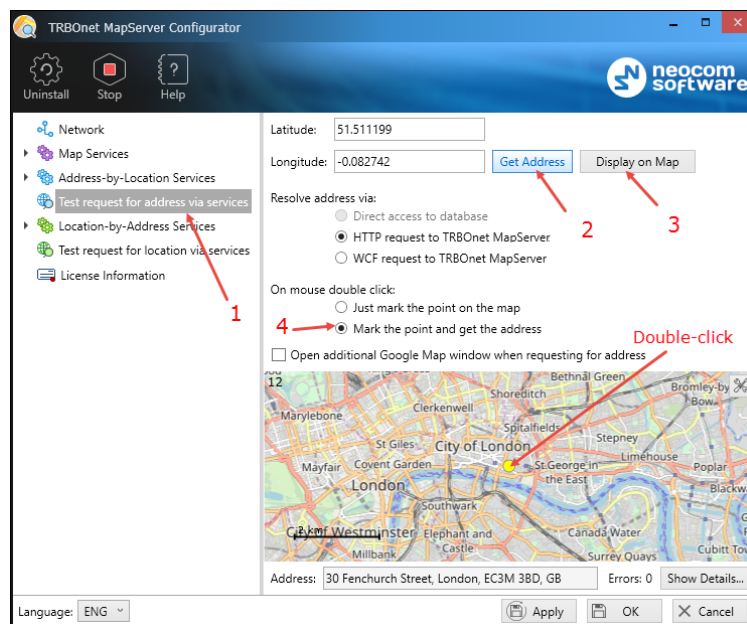 TRBOnet MapServer Configurator
Uninstall
Stop
Help
neocom
software
Network
Map Services
Address-by-Location Services
Test request for address via services
Location-by-Address Services
Test request for location via services
License Information
1
Latitude: 51.511199
Longitude: -0.082742 Get Address Display on Map
2
3
Resolve address via:
Direct access to database
HTTP request to TRBOnet MapServer
WCF request to TRBOnet MapServer
On mouse double click:
Just mark the point on the map
4
Mark the point and get the address
Double-click
Open additional Google Map window when requesting for address
12
Bethnal Green
Bromley-by
Bow
Shoreditch
Clerkenwell
Marylebone
Spitalfields
Stepney
St Giles
City of London
Limehouse
Mayfair
Covent Garden
St.George in
the East
Poplar
London
Blackw
Southwark
2 km
City of Westminster
Elephant and
Castle
Canada Water
Millbank
Surrey Quays
Cubitt To
Address: 30 Fenchurch Street, London, EC3M 3BD, GB Errors: 0 Show Details...
Language: ENG Apply OK Cancel